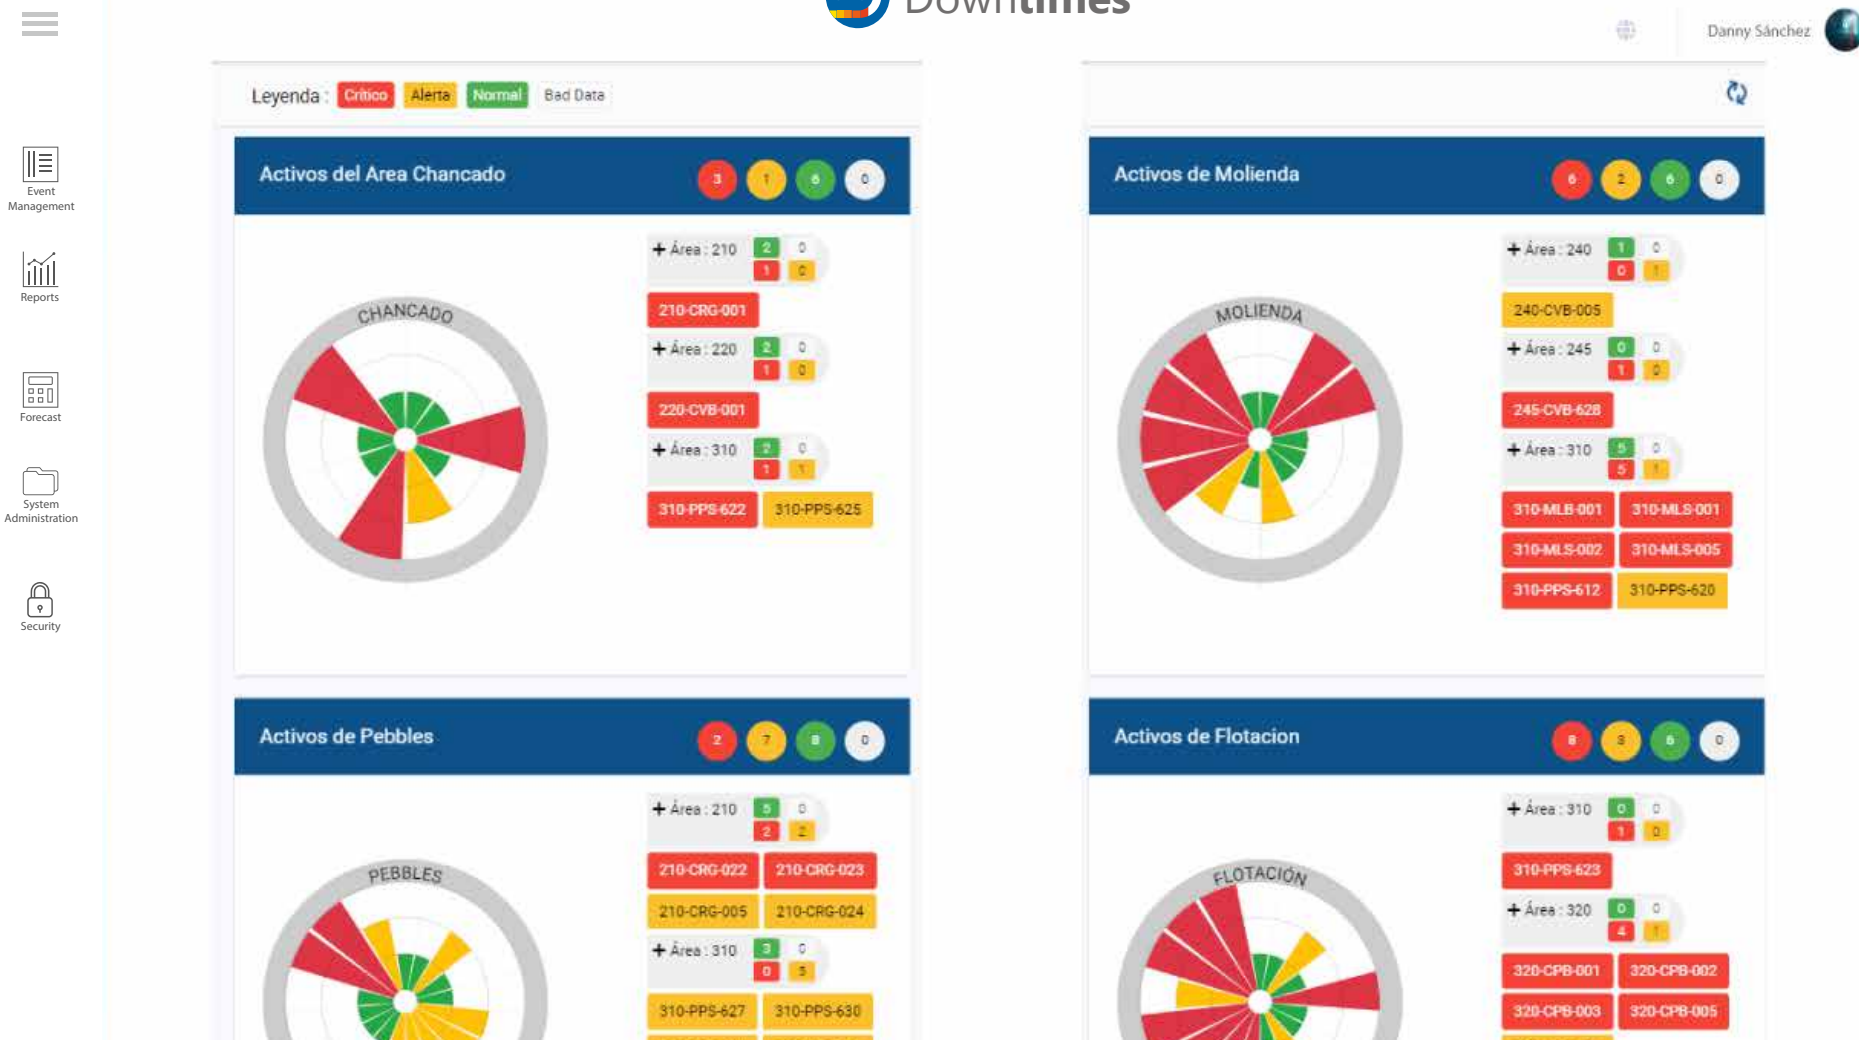 Downtimes
Danny Sánchez
Leyenda : Crítico Alerta Normal Bad Data
Event
Management
Reports
Forecast
System
Administration
Security
Activos del Area Chancado 3 1 6 0
CHANCADO
+ Área : 210 2 0
1 0
210-CRG-001
+ Área : 220 2 0
1 0
220-CVB-001
+ Área : 310 2 0
1 1
310-PPS-622 310-PPS-625
Activos de Molienda 6 2 6 0
MOLIENDA
+ Área : 240 1 0
0 1
240-CVB-005
+ Área : 245 0 0
1 0
245-CVB-628
+ Área : 310 5 0
5 1
310-MLB-001 310-MLS-001
310-MLS-002 310-MLS-005
310-PPS-612 310-PPS-620
Activos de Pebbles 2 7 8 0
PEBBLES
+ Área : 210 5 0
2 2
210-CRG-022 210-CRG-023
210-CRG-005 210-CRG-024
+ Área : 310 3 0
0 5
310-PPS-627 310-PPS-630
Activos de Flotacion 8 3 6 0
FLOTACIÓN
+ Área : 310 0 0
1 0
310-PPS-623
+ Área : 320 0 0
4 1
320-CPB-001 320-CPB-002
320-CPB-003 320-CPB-005